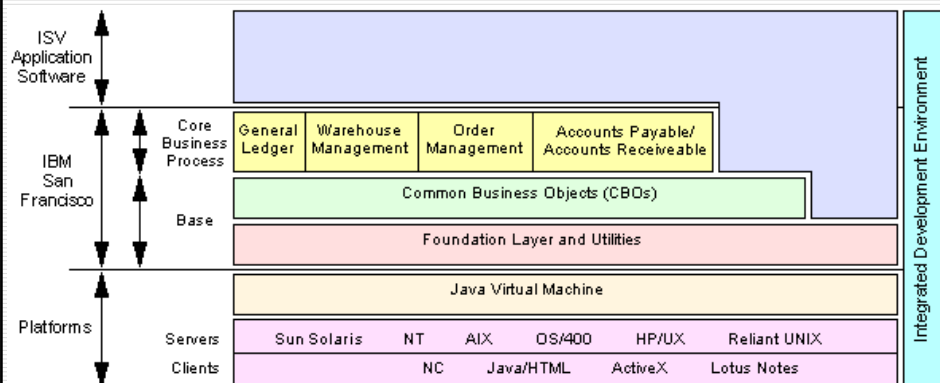 ISV
Application
Software
IBM
San
Francisco
Core
Business
Process
General
Ledger
Warehouse
Management
Order
Management
Accounts Payable/
Accounts Receiveable
Base
Common Business Objects (CBOs)
Foundation Layer and Utilities
Platforms
Java Virtual Machine
Servers
Sun Solaris NT AIX OS/400 HP/UX Reliant UNIX
Clients
NC Java/HTML ActiveX Lotus Notes
Integrated Development Environment